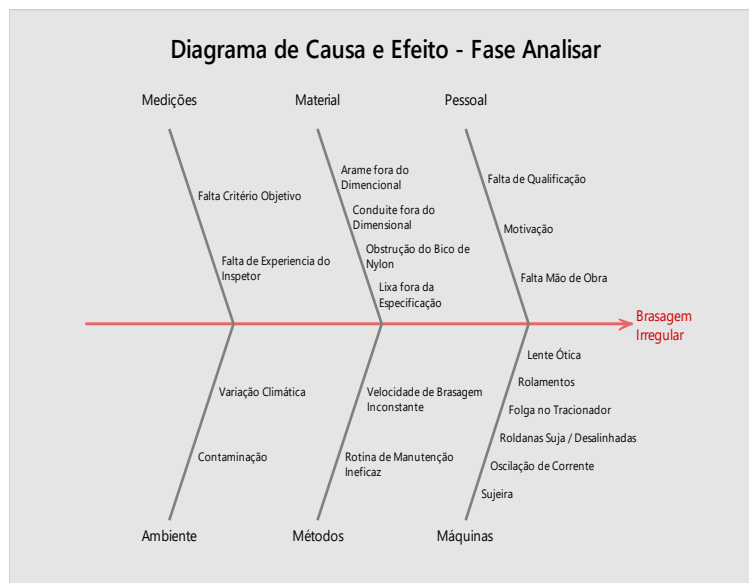 Diagrama de Causa e Efeito - Fase Analisar
Medições
Material
Pessoal
Falta Critério Objetivo
Falta de Experiencia do
Inspetor
Arame fora do
Dimencional
Conduite fora do
Dimensional
Obstrução do Bico de
Nylon
Lixa fora da
Especificação
Falta de Qualificação
Motivação
Falta Mão de Obra
Brasagem
Irregular
Variação Climática
Contaminação
Velocidade de Brasagem
Inconstante
Rotina de Manutenção
Ineficaz
Lente Ótica
Rolamentos
Folga no Tracionador
Roldanas Suja / Desalinhadas
Oscilação de Corrente
Sujeira
Ambiente
Métodos
Máquinas